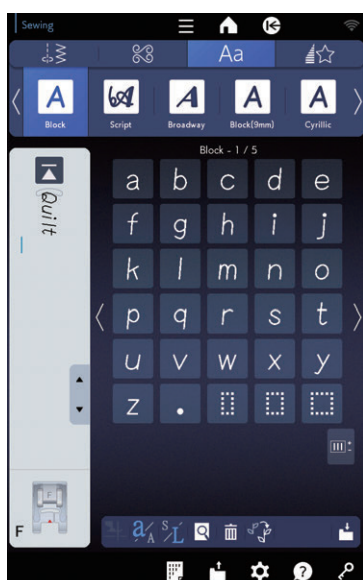 Sewing
Aa
A
A
A
A
Block
Script
Broadway
Block(9mm)
Cyrillic
Block - 1 / 5
Quilt
a b c d e
f g h i j
k l m n o
p q r s t
u v w x y
z .
F
a/A
S/L
?